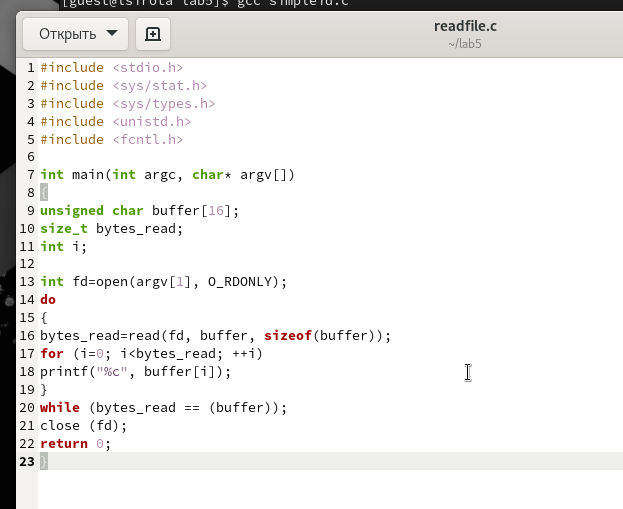 [guest@tsirota lab5]$ gcc simpleid.c
Открыть
readfile.c
~/lab5
1 #include <stdio.h>
2 #include <sys/stat.h>
3 #include <sys/types.h>
4 #include <unistd.h>
5 #include <fcntl.h>
6
7 int main(int argc, char* argv[])
8 {
9 unsigned char buffer[16];
10 size_t bytes_read;
11 int i;
12
13 int fd=open(argv[1], O_RDONLY);
14 do
15 {
16 bytes_read=read(fd, buffer, sizeof(buffer));
17 for (i=0; i<bytes_read; ++i)
18 printf("%c", buffer[i]);
19 }
20 while (bytes_read == (buffer));
21 close (fd);
22 return 0;
23 }